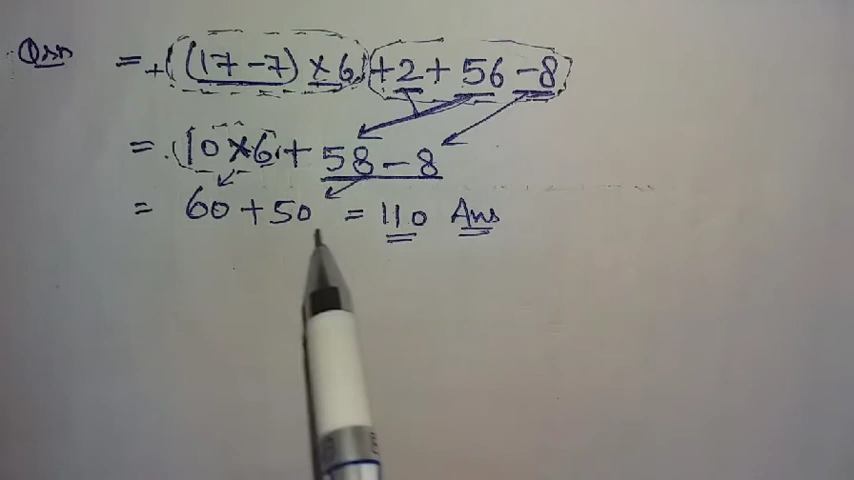 Qsn = +((17-7)×6)+2+56-8
= 10×6+58-8
= 60+50 = 110 Ans